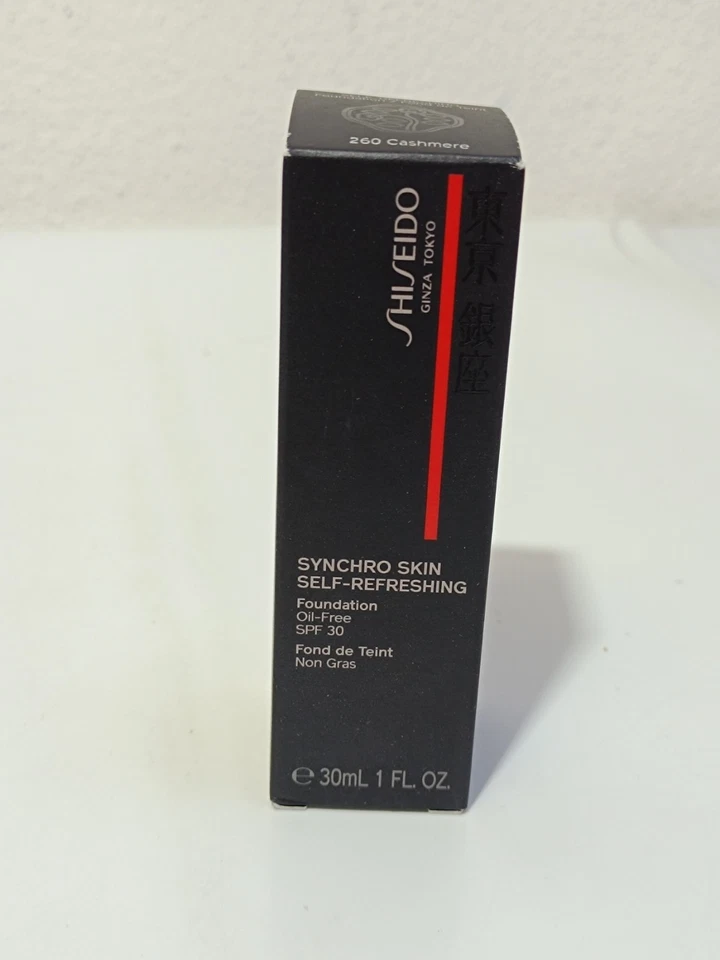 260 Cashmere
SHISEIDO
GINZA TOKYO
東京 銀座
SYNCHRO SKIN
SELF-REFRESHING
Foundation
Oil-Free
SPF 30
Fond de Teint
Non Gras
℮ 30mL 1 FL. OZ.